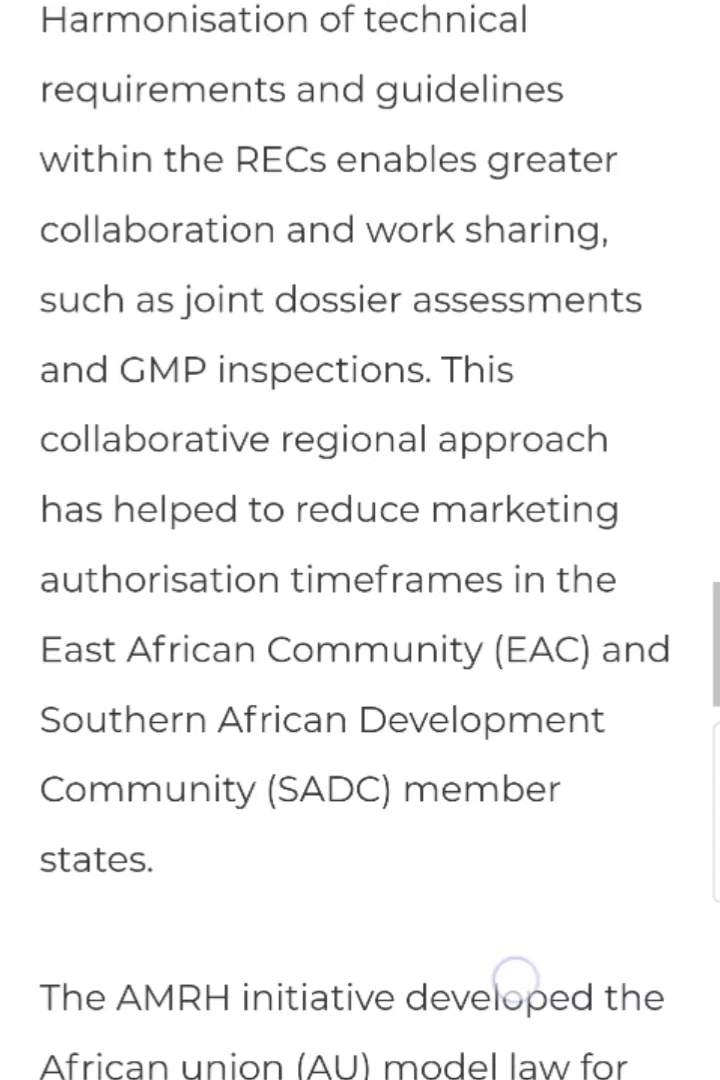 Harmonisation of technical
requirements and guidelines
within the RECs enables greater
collaboration and work sharing,
such as joint dossier assessments
and GMP inspections. This
collaborative regional approach
has helped to reduce marketing
authorisation timeframes in the
East African Community (EAC) and
Southern African Development
Community (SADC) member
states.
The AMRH initiative developed the
African union (AU) model law for